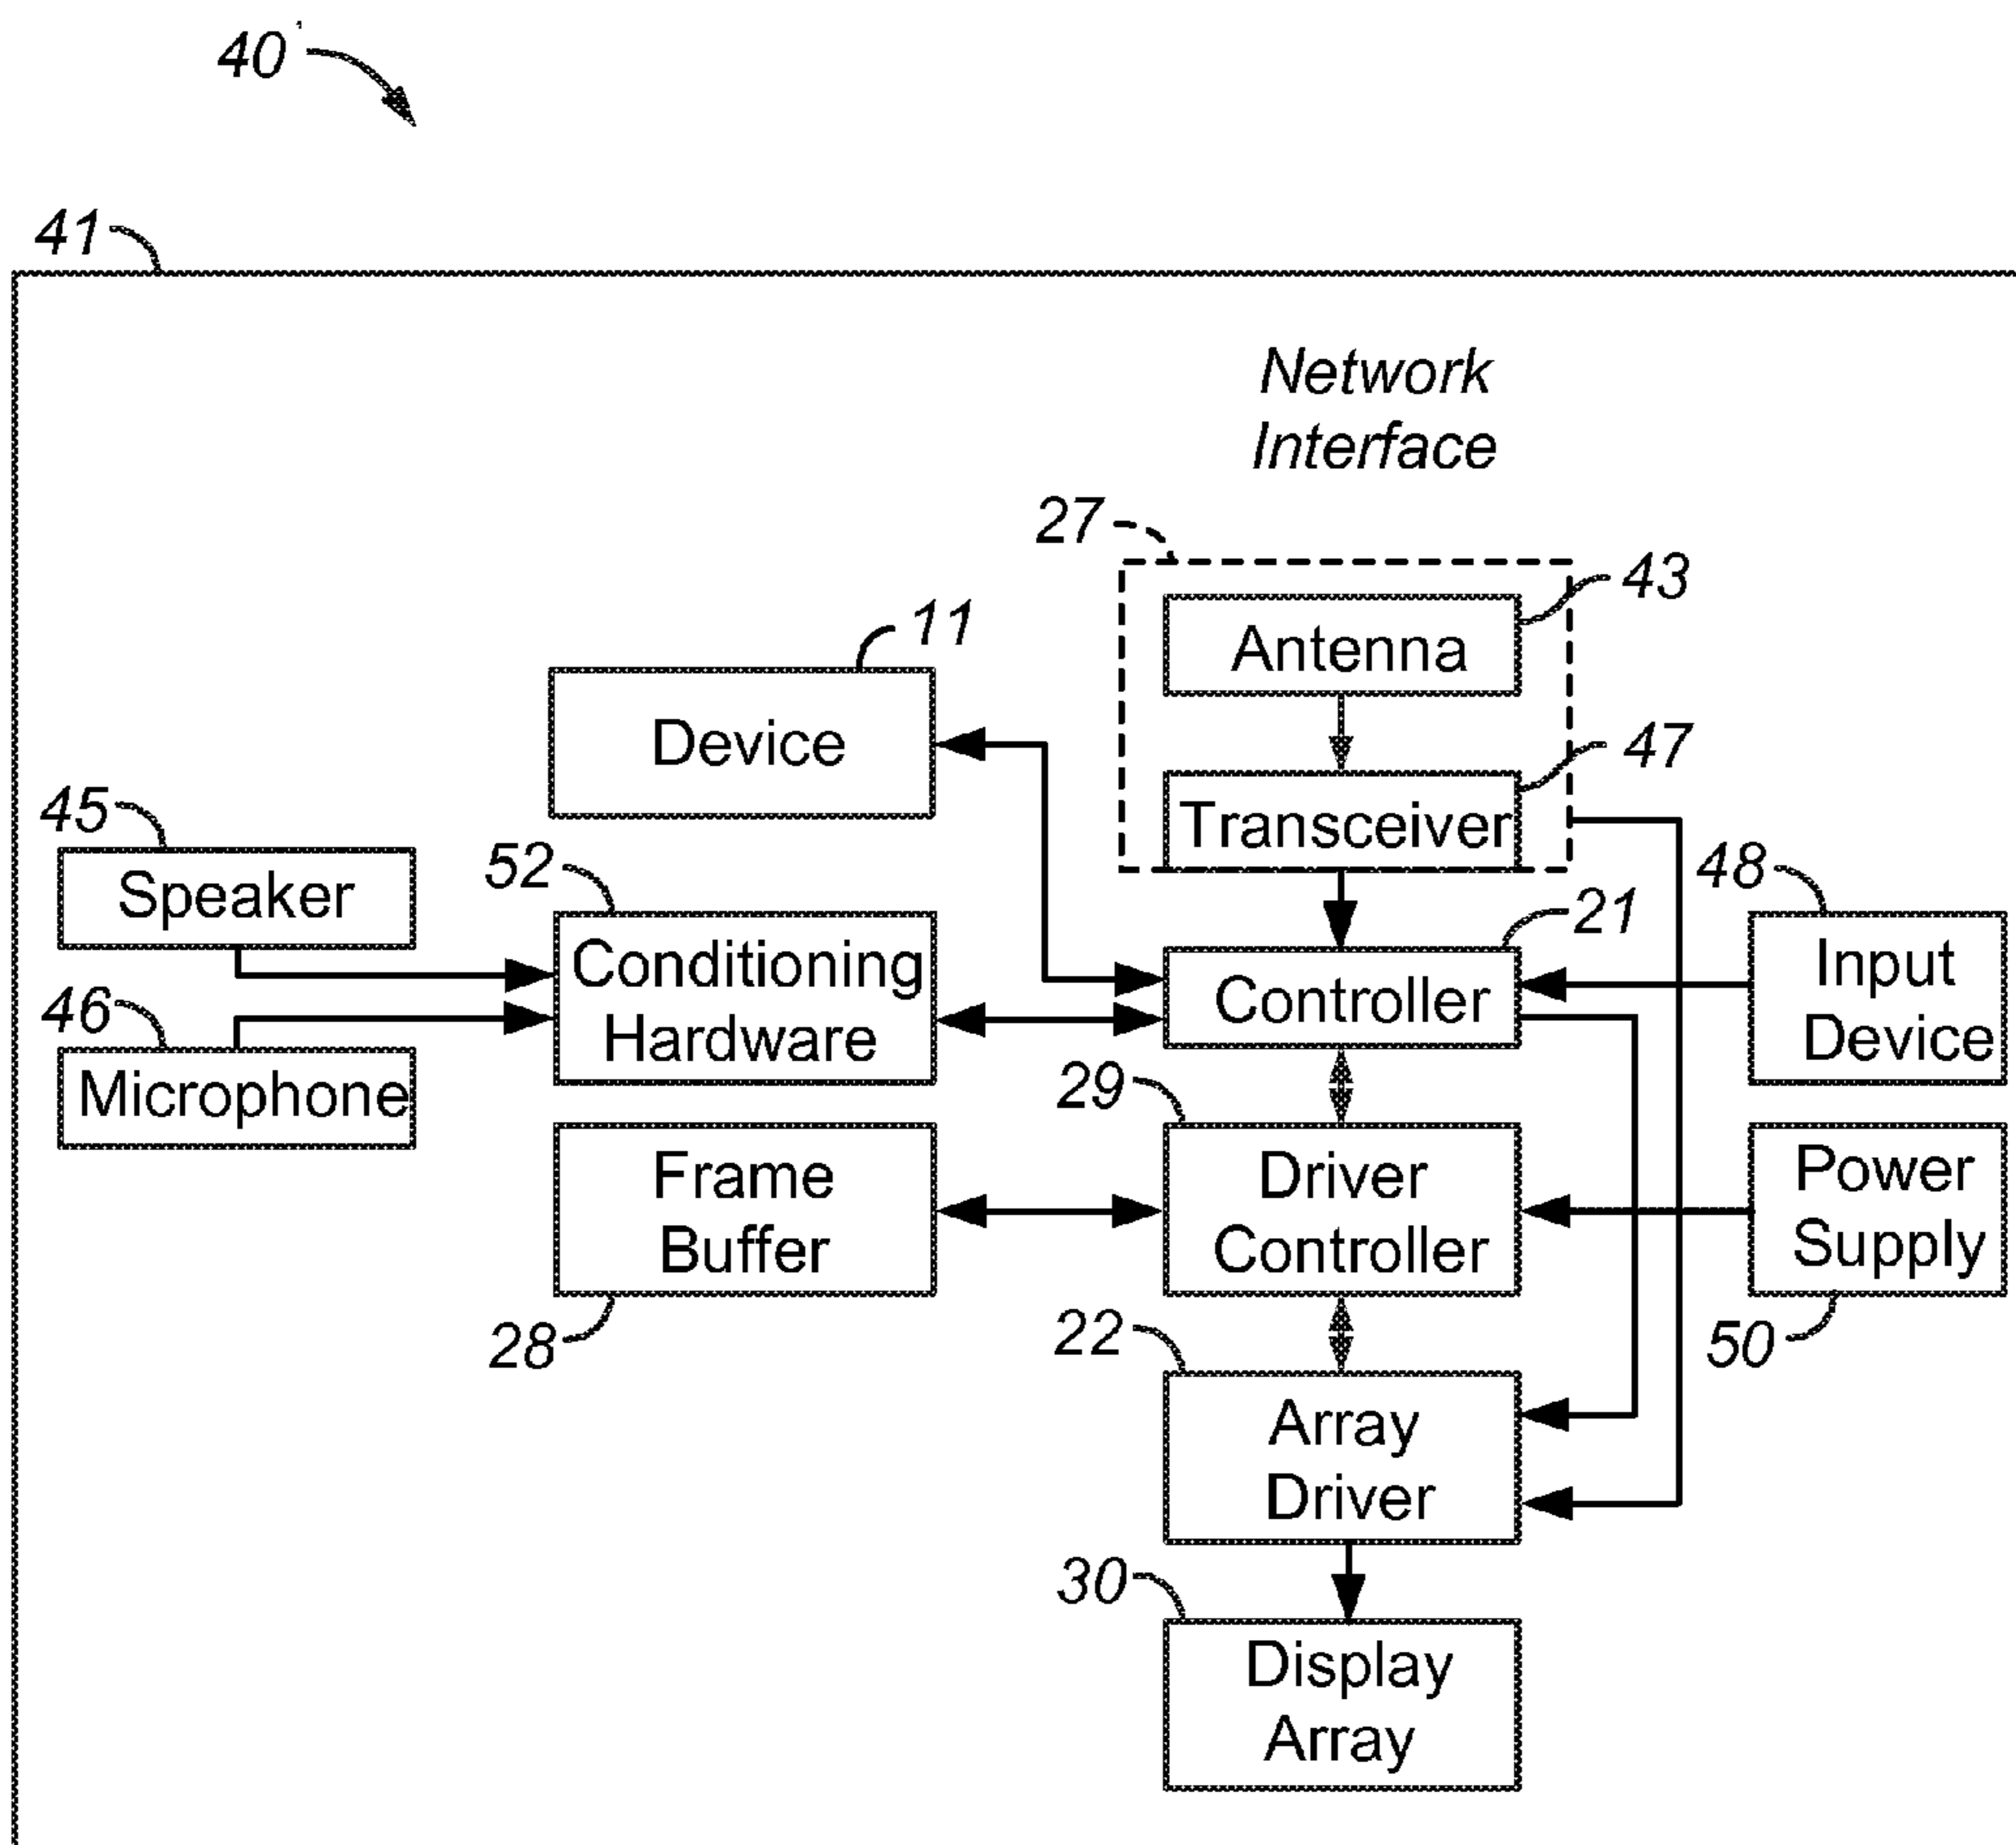 40
41
Network
Interface
27
43
Antenna
11
Device
47
Transceiver
45
Speaker
52
Conditioning
Hardware
48
Input
Device
21
Controller
46
Microphone
29
Driver
Controller
Frame
Buffer
28
Power
Supply
50
22
Array
Driver
30
Display
Array